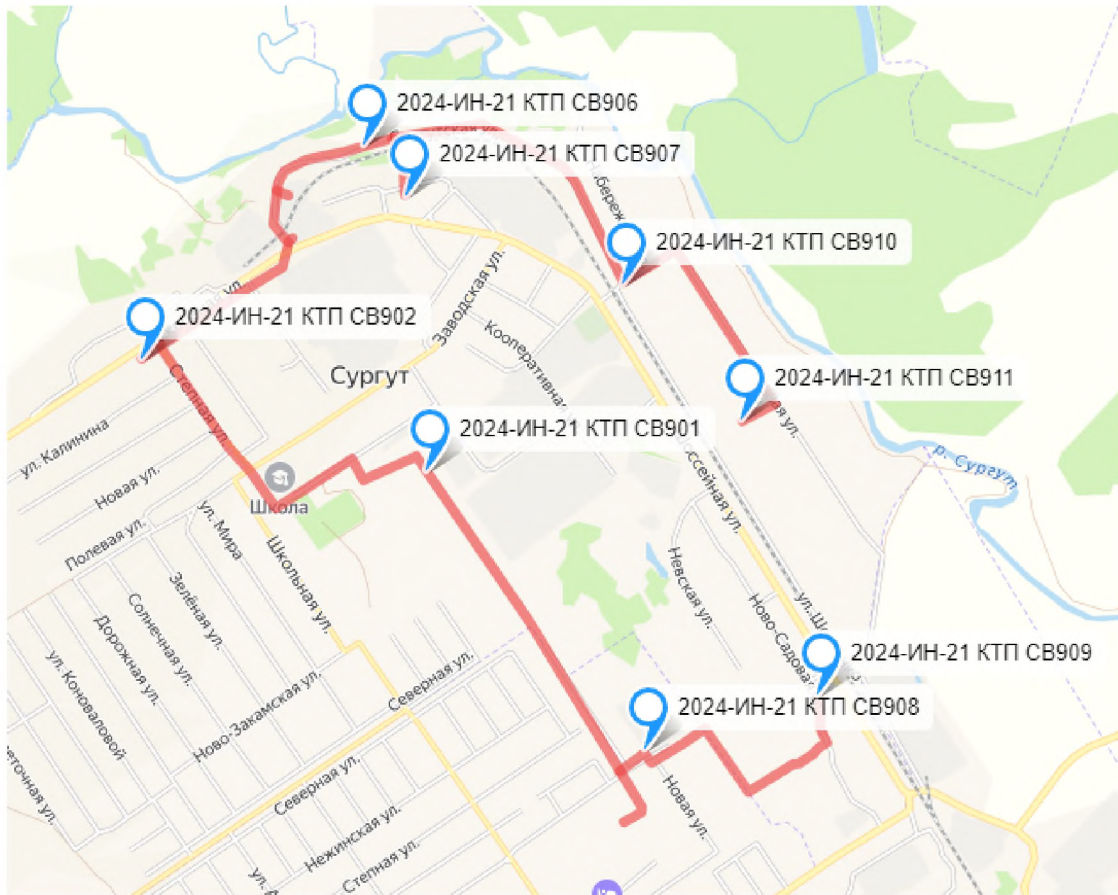 2024-ИН-21 КТП СВ906
2024-ИН-21 КТП СВ907
2024-ИН-21 КТП СВ910
2024-ИН-21 КТП СВ902
Заводская ул.
Кооперативная
Степная ул.
Сургут
2024-ИН-21 КТП СВ911
ул. Калинина
2024-ИН-21 КТП СВ901
р. Сургут
Новая ул.
Школа
Полевая ул.
ул. Мира
Зелёная ул.
Школьная ул.
Солнечная ул.
Дорожная ул.
ул. Коноваловой
Невская ул.
2024-ИН-21 КТП СВ909
Северная ул.
Ново-Закамская ул.
2024-ИН-21 КТП СВ908
Северная ул.
Новая ул.
Нежинская ул.
Степная ул.